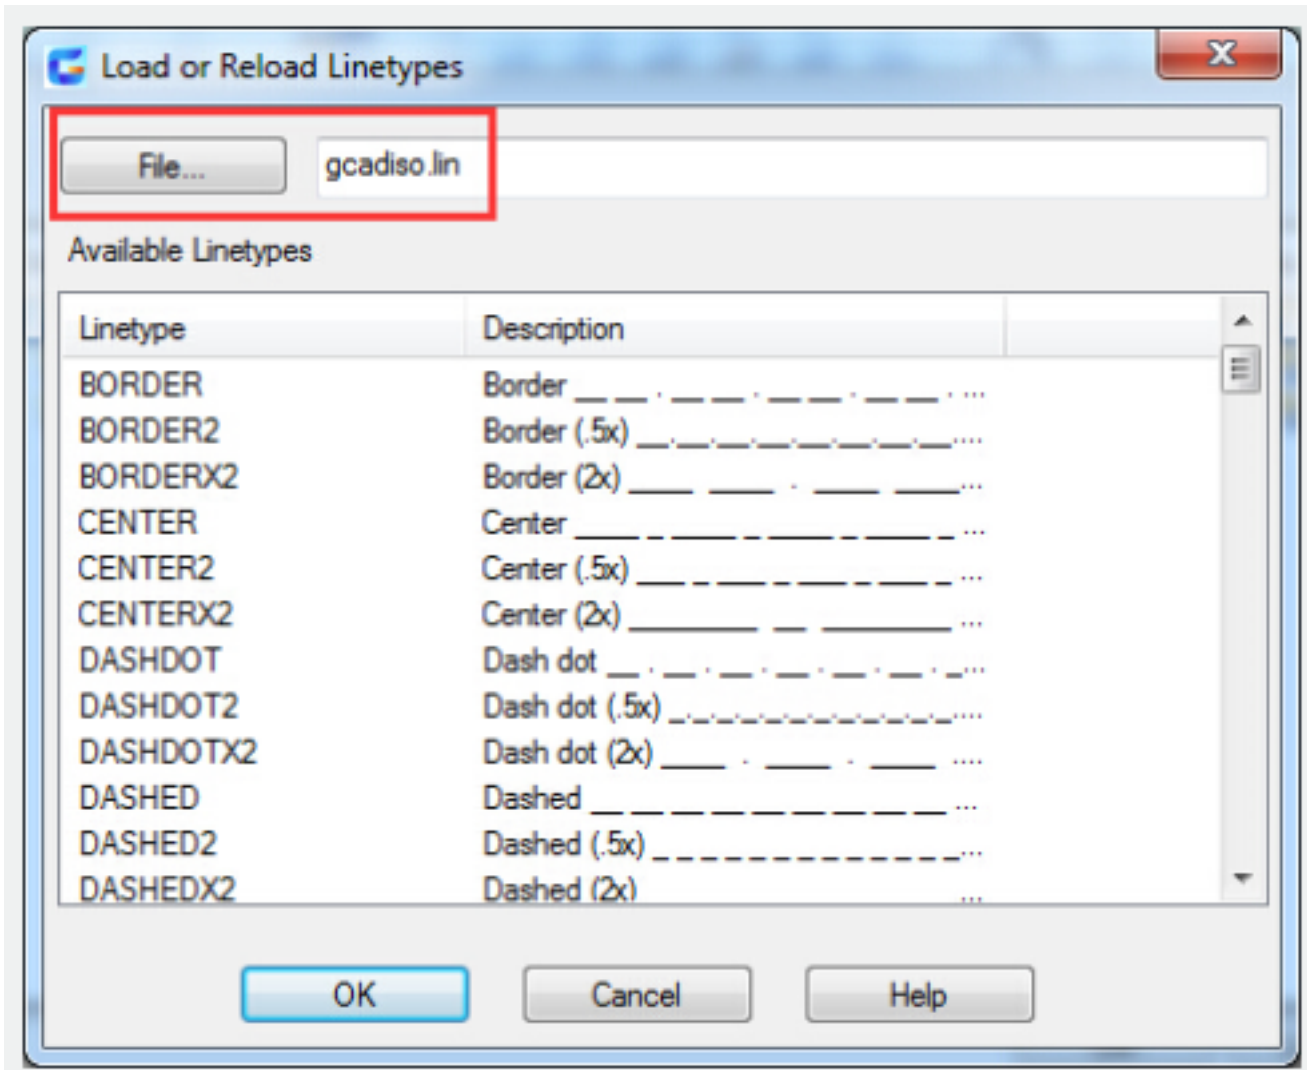 Load or Reload Linetypes
File... gcadiso.lin
Available Linetypes
Linetype Description
BORDER Border __ __ . __ __ . __ __ . __ __ . ...
BORDER2 Border (.5x) __.__.__.__.__.__.__.__....
BORDERX2 Border (2x) ____ ____ . ____ ____...
CENTER Center ____ _ ____ _ ____ _ ____ _ ...
CENTER2 Center (.5x) ___ _ ___ _ ___ _ ___ _ ...
CENTERX2 Center (2x) ________ __ ________ ...
DASHDOT Dash dot __ . __ . __ . __ . __ . __ . _...
DASHDOT2 Dash dot (.5x) _._._._._._._._._._._._....
DASHDOTX2 Dash dot (2x) ____ . ____ . ____ ....
DASHED Dashed __ __ __ __ __ __ __ __ __ ...
DASHED2 Dashed (.5x) _ _ _ _ _ _ _ _ _ _ _ _ _...
DASHEDX2 Dashed (2x) ...
OK Cancel Help